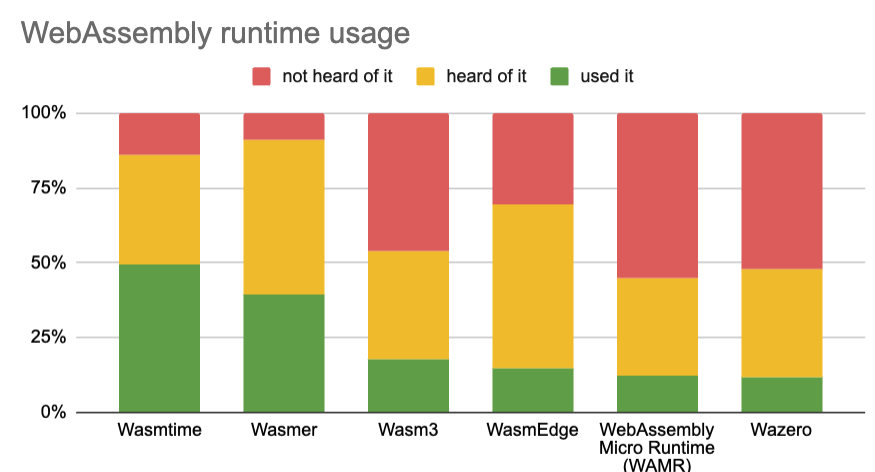 WebAssembly runtime usage
not heard of it heard of it used it
100%
75%
50%
25%
0%
Wasmtime Wasmer Wasm3 WasmEdge WebAssembly Wazero
Micro Runtime
(WAMR)